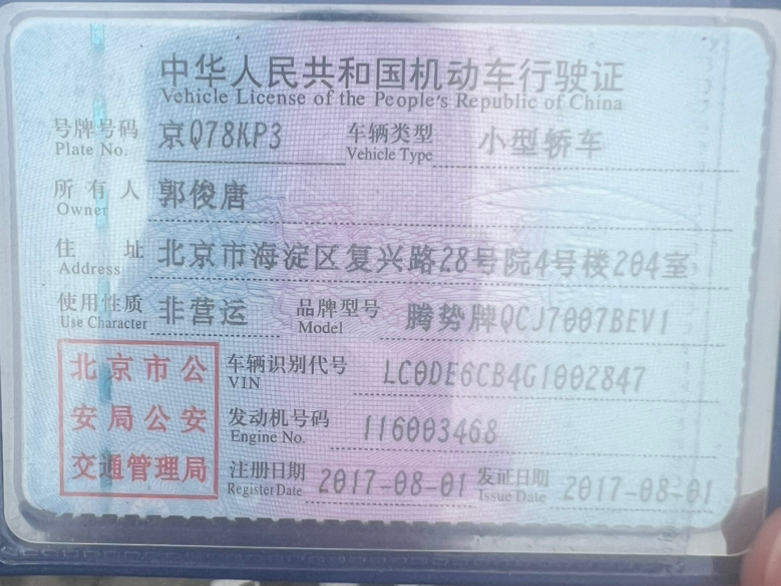 中华人民共和国机动车行驶证
Vehicle License of the People's Republic of China
号牌号码 京Q78KP3 车辆类型 小型轿车
Plate No. Vehicle Type
所有人 郭俊唐
Owner
住址 北京市海淀区复兴路28号院4号楼204室
Address
使用性质 非营运 品牌型号 腾势牌QCJ7007BEV1
Use Character Model
北京市公
安局公安
交通管理局
车辆识别代号 LC0DE6CB4G1002847
VIN
发动机号码 116003468
Engine No.
注册日期 2017-08-01 发证日期 2017-08-01
Register Date Issue Date